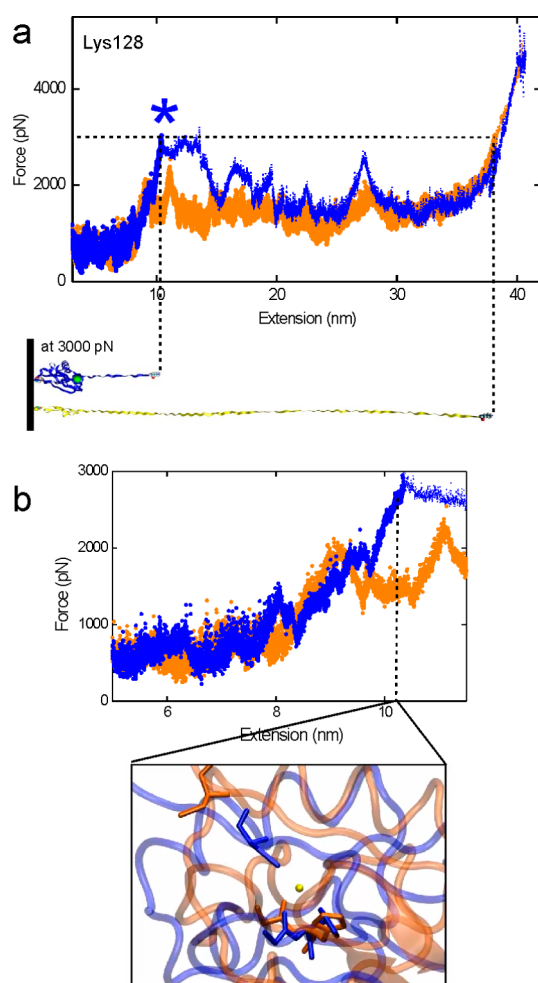 a
Lys128
*
Force (pN)
4000
2000
0
10 20 30 40
Extension (nm)
at 3000 pN
b
Force (pN)
3000
2000
1000
0
6 8 10
Extension (nm)